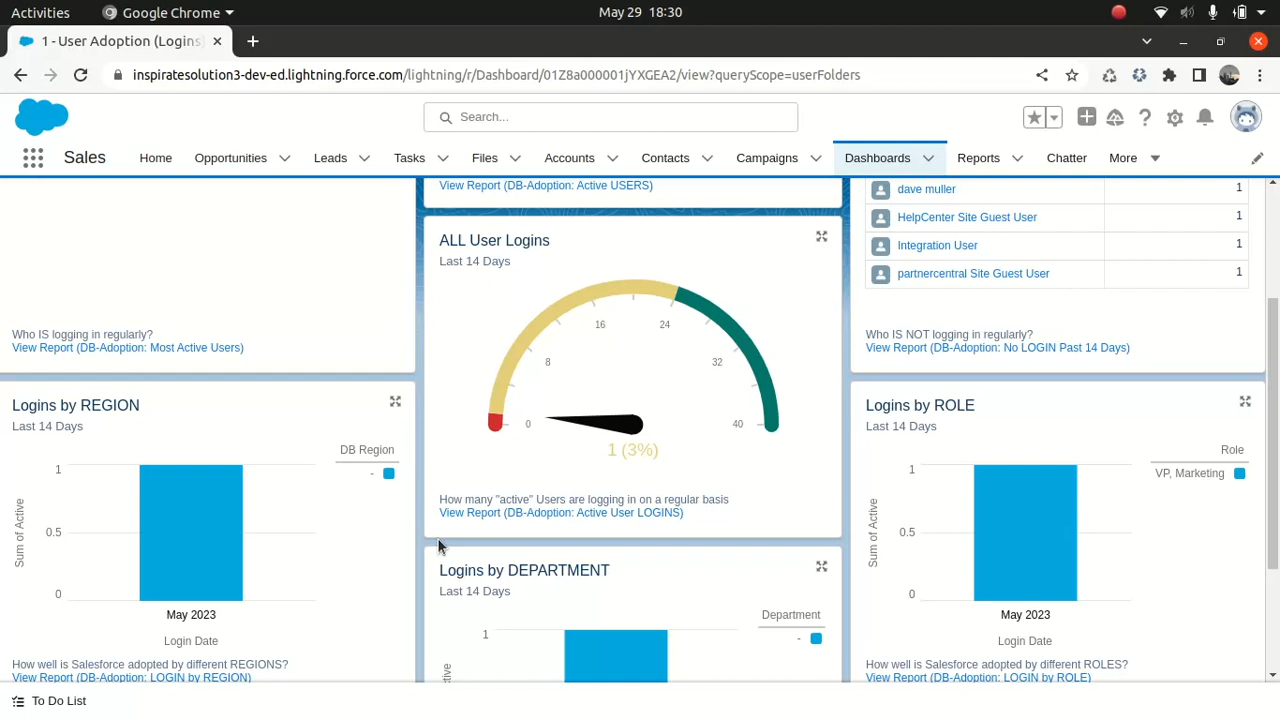 Activities
Google Chrome
May 29 18:30
1 - User Adoption (Logins)
inspiratesolution3-dev-ed.lightning.force.com/lightning/r/Dashboard/01Z8a000001jYXGEA2/view?queryScope=userFolders
Search...
Sales
Home
Opportunities
Leads
Tasks
Files
Accounts
Contacts
Campaigns
Dashboards
Reports
Chatter
More
Who IS logging in regularly?
View Report (DB-Adoption: Most Active Users)
Logins by REGION
Last 14 Days
DB Region
-
1
0.5
0
Sum of Active
May 2023
Login Date
How well is Salesforce adopted by different REGIONS?
View Report (DB-Adoption: LOGIN by REGION)
View Report (DB-Adoption: Active USERS)
ALL User Logins
Last 14 Days
0
8
16
24
32
40
1 (3%)
How many "active" Users are logging in on a regular basis
View Report (DB-Adoption: Active User LOGINS)
Logins by DEPARTMENT
Last 14 Days
Department
-
1
dave muller 1
HelpCenter Site Guest User 1
Integration User 1
partnercentral Site Guest User 1
Who IS NOT logging in regularly?
View Report (DB-Adoption: No LOGIN Past 14 Days)
Logins by ROLE
Last 14 Days
Role
VP, Marketing
1
0.5
0
Sum of Active
May 2023
Login Date
How well is Salesforce adopted by different ROLES?
View Report (DB-Adoption: LOGIN by ROLE)
To Do List